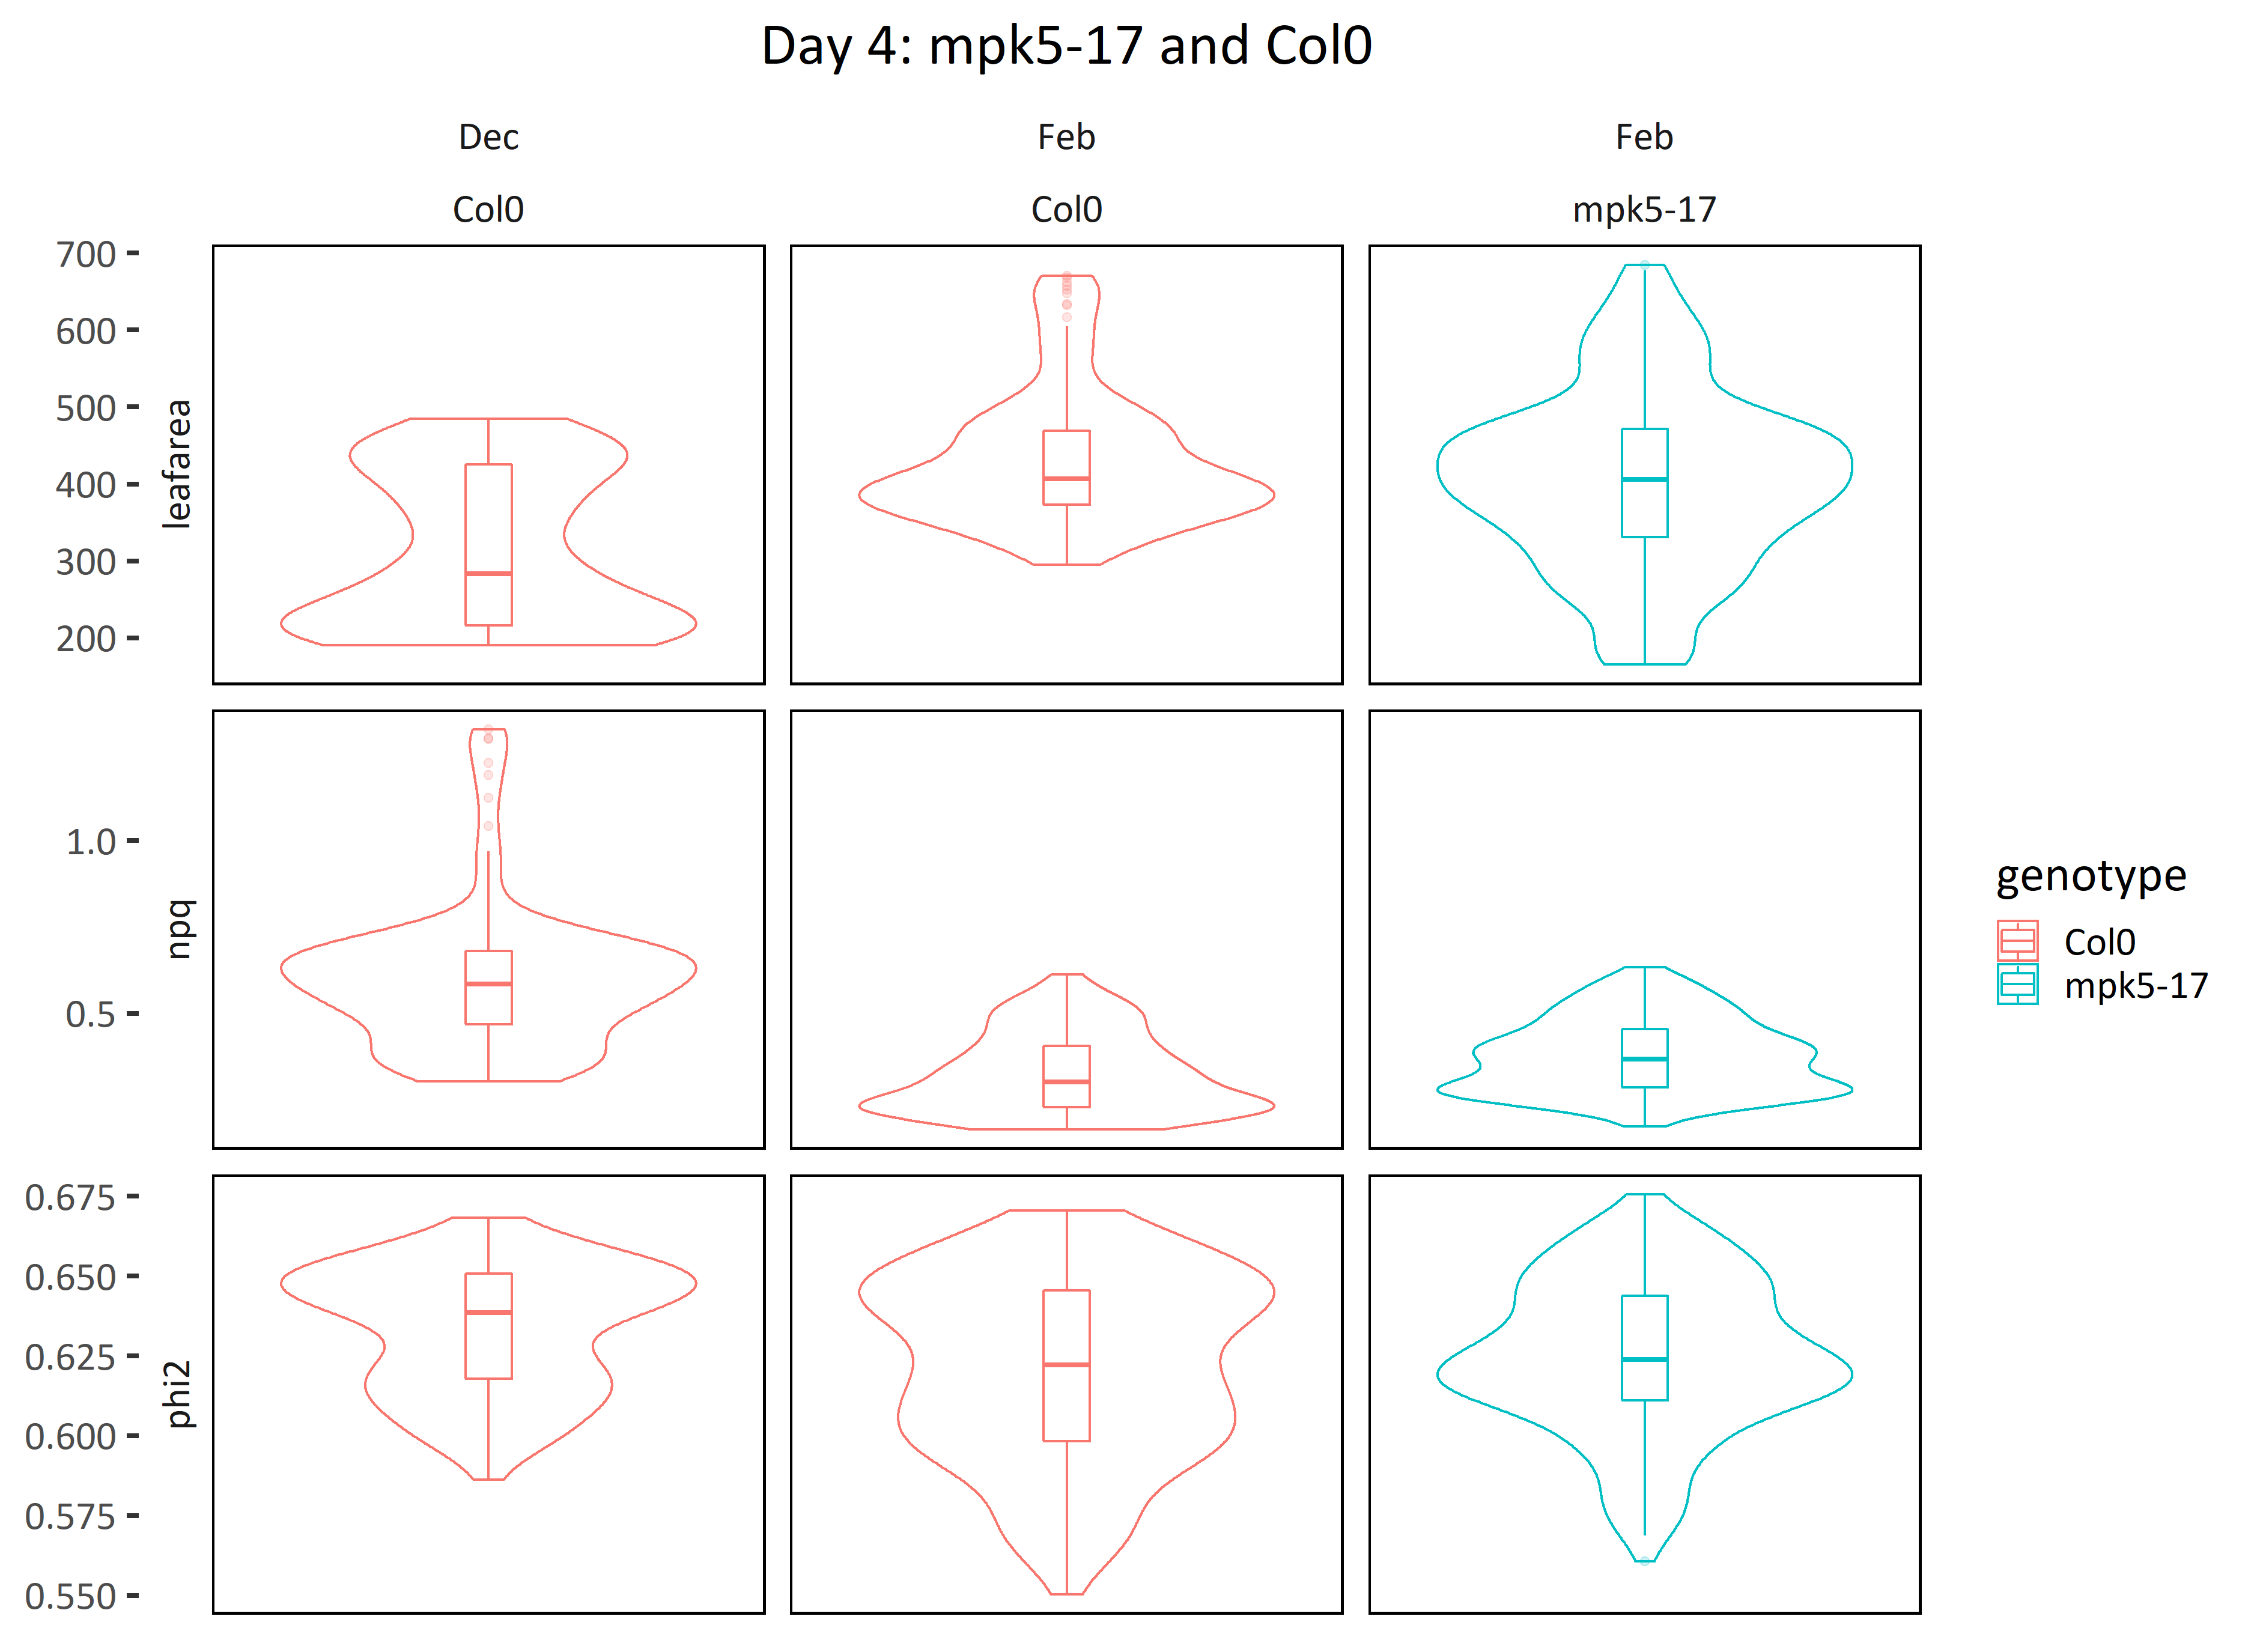 Day 4: mpk5-17 and Col0
Dec
Feb
Feb
Col0
Col0
mpk5-17
700
600
500
400
300
200
leafarea
1.0
0.5
npq
0.675
0.650
0.625
0.600
0.575
0.550
phi2
genotype
Col0
mpk5-17